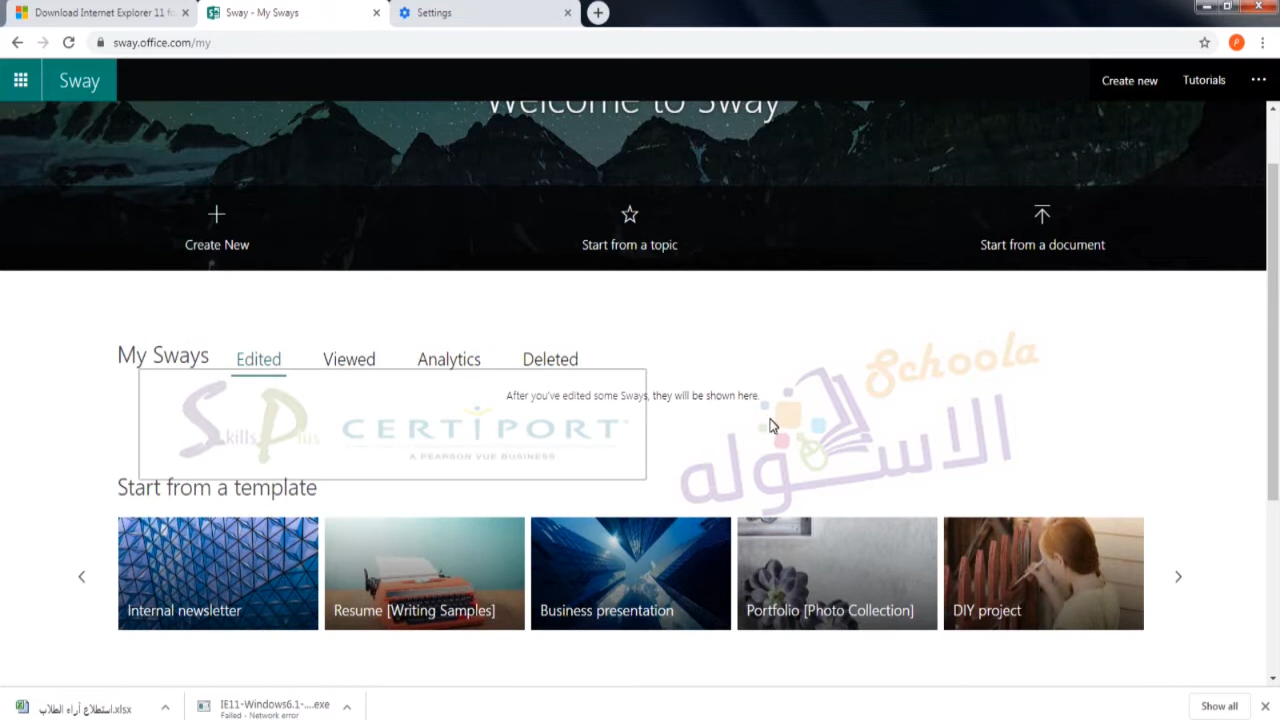 Download Internet Explorer 11 fo
Sway - My Sways
Settings
sway.office.com/my
Sway
Create new
Tutorials
Welcome to Sway
Create New
Start from a topic
Start from a document
My Sways
Edited
Viewed
Analytics
Deleted
After you've edited some Sways, they will be shown here.
Schoola
الاسكوله
Skills Plus
CERTIPORT
A PEARSON VUE BUSINESS
Start from a template
Internal newsletter
Resume [Writing Samples]
Business presentation
Portfolio [Photo Collection]
DIY project
استطلاع أراء الطلاب.xlsx
IE11-Windows6.1-....exe
Failed - Network error
Show all